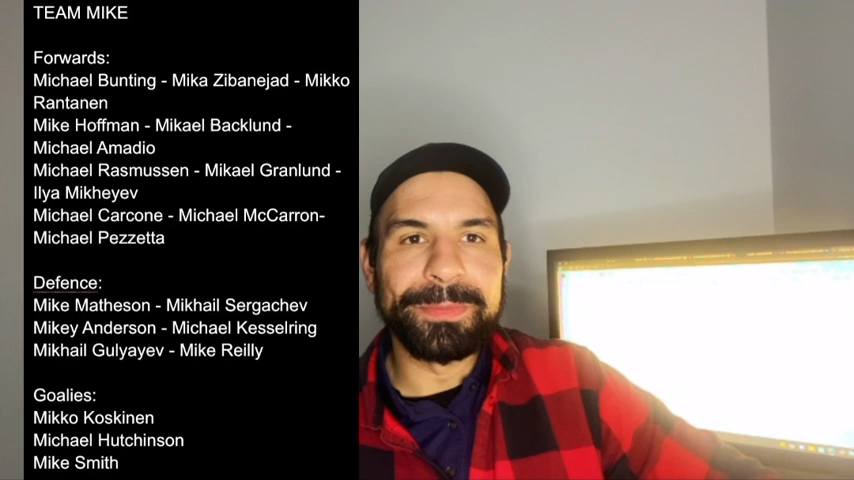 TEAM MIKE
Forwards:
Michael Bunting - Mika Zibanejad - Mikko
Rantanen
Mike Hoffman - Mikael Backlund -
Michael Amadio
Michael Rasmussen - Mikael Granlund -
Ilya Mikheyev
Michael Carcone - Michael McCarron-
Michael Pezzetta
Defence:
Mike Matheson - Mikhail Sergachev
Mikey Anderson - Michael Kesselring
Mikhail Gulyayev - Mike Reilly
Goalies:
Mikko Koskinen
Michael Hutchinson
Mike Smith